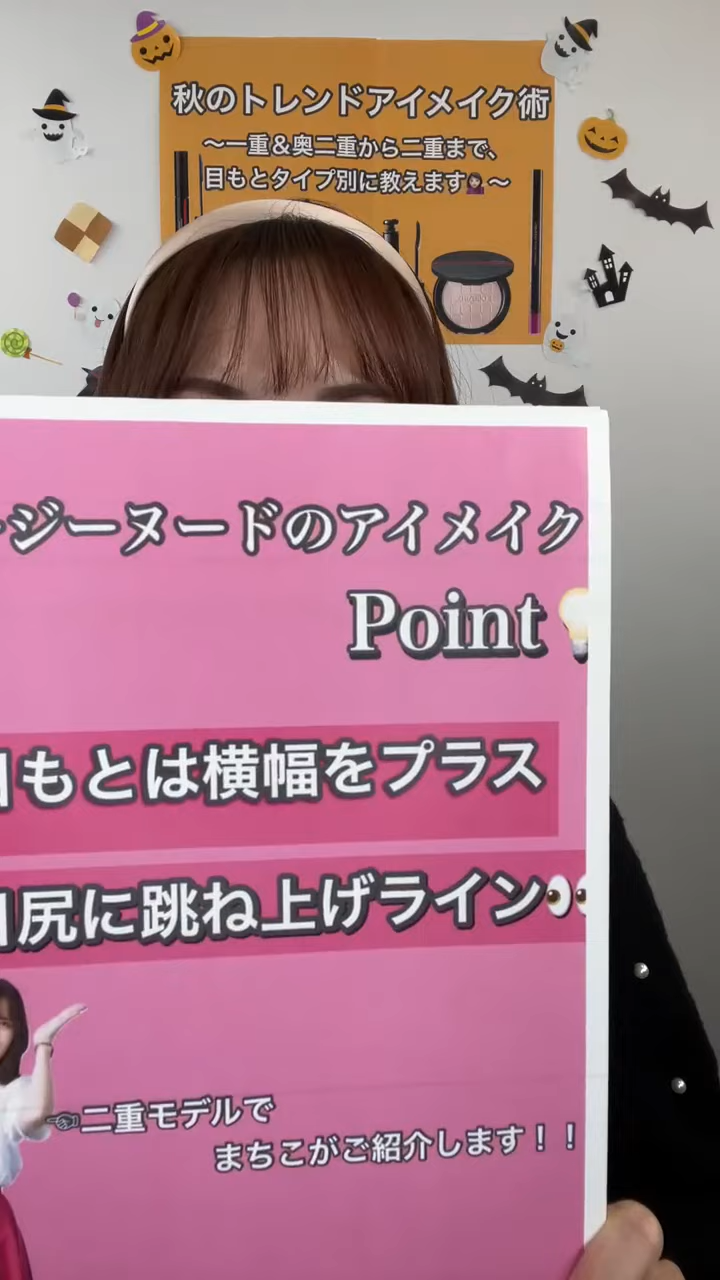 秋のトレンドアイメイク術
〜一重&奥二重から二重まで、
目もとタイプ別に教えます💁🏻‍♀️〜
ジーヌードのアイメイク
Point💡
目もとは横幅をプラス
目尻に跳ね上げライン👀
☜二重モデルで
まちこがご紹介します！！